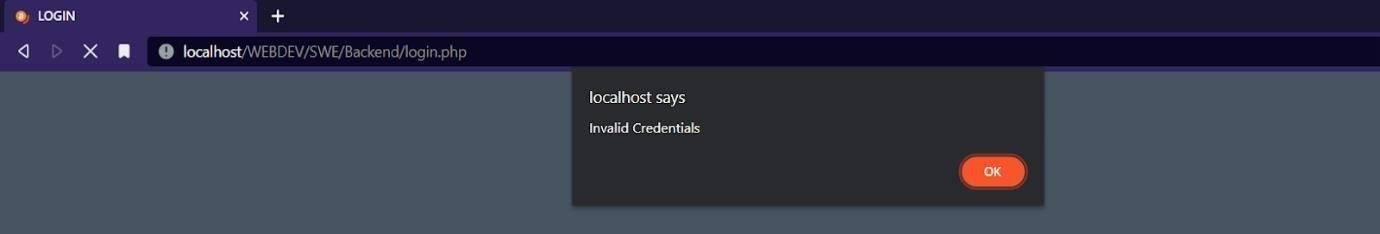 LOGIN
localhost/WEBDEV/SWE/Backend/login.php
localhost says
Invalid Credentials
OK